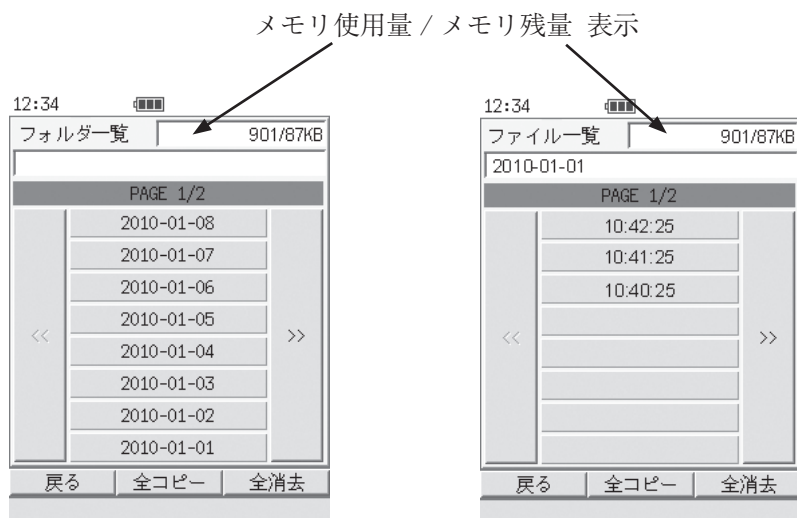 メモリ使用量 / メモリ残量 表示
12:34
フォルダ一覧 901/87KB
PAGE 1/2
2010-01-08
2010-01-07
2010-01-06
2010-01-05
2010-01-04
2010-01-03
2010-01-02
2010-01-01
<<
>>
戻る 全コピー 全消去
12:34
ファイル一覧 901/87KB
2010-01-01
PAGE 1/2
10:42:25
10:41:25
10:40:25
<<
>>
戻る 全コピー 全消去